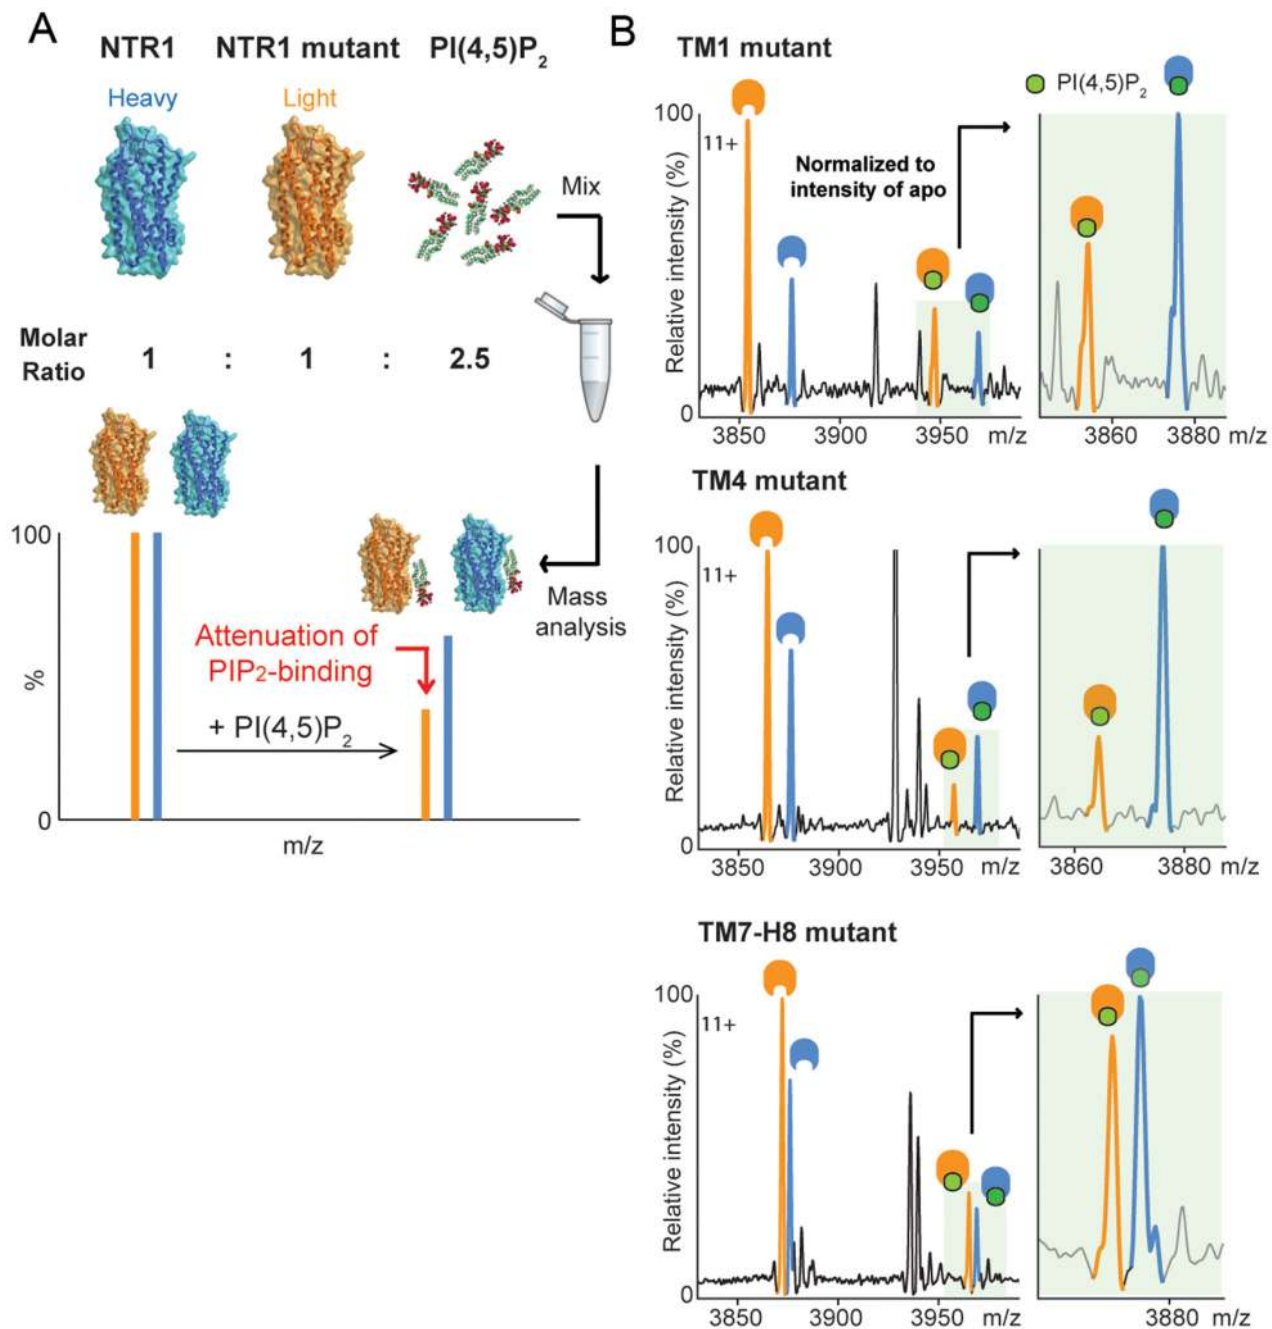 A
NTR1 NTR1 mutant PI(4,5)P2
Heavy Light
Mix
Molar
Ratio
1 : 1 : 2.5
100
%
0
Attenuation of
PIP2-binding
+ PI(4,5)P2
Mass
analysis
m/z
B
TM1 mutant
PI(4,5)P2
Relative intensity (%)
100
11+
0
Normalized to
intensity of apo
3850 3900 3950 m/z
3860 3880 m/z
TM4 mutant
Relative intensity (%)
100
11+
0
3850 3900 3950 m/z
3860 3880 m/z
TM7-H8 mutant
Relative intensity (%)
100
11+
0
3850 3900 3950 m/z
3880 m/z